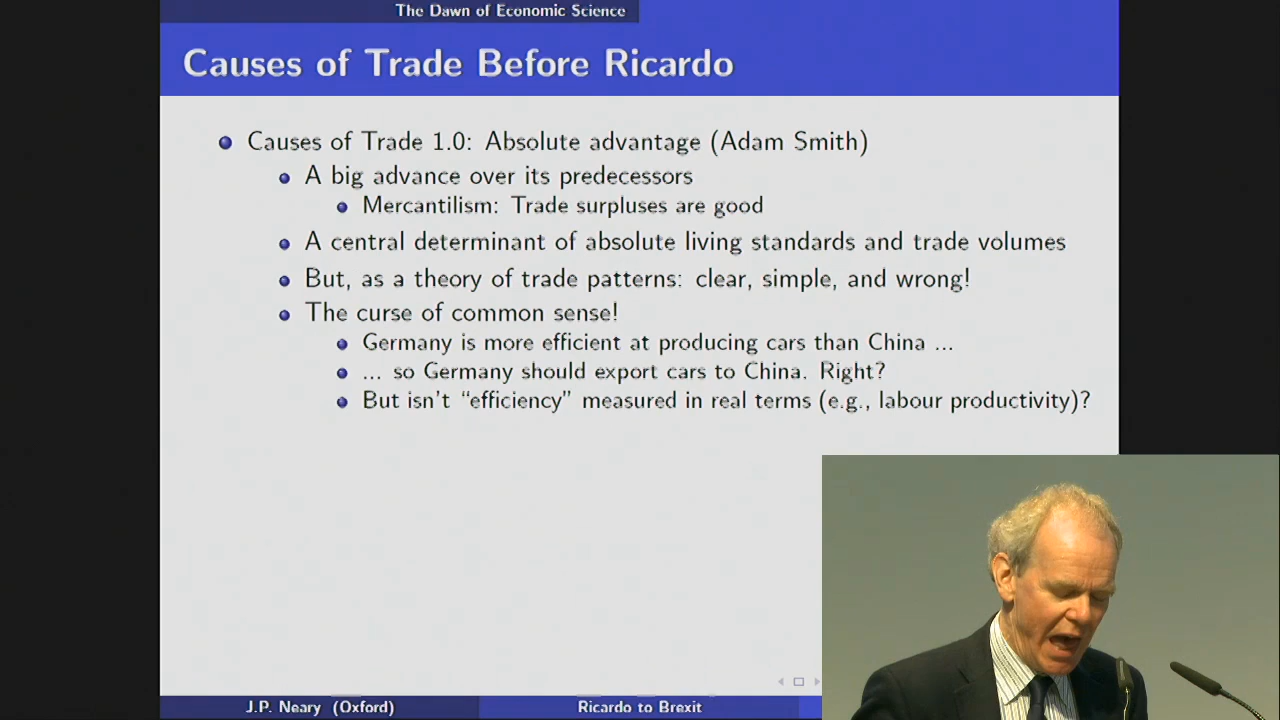 The Dawn of Economic Science
Causes of Trade Before Ricardo
Causes of Trade 1.0: Absolute advantage (Adam Smith)
A big advance over its predecessors
Mercantilism: Trade surpluses are good
A central determinant of absolute living standards and trade volumes
But, as a theory of trade patterns: clear, simple, and wrong!
The curse of common sense!
Germany is more efficient at producing cars than China ...
... so Germany should export cars to China. Right?
But isn't “efficiency” measured in real terms (e.g., labour productivity)?
J.P. Neary (Oxford) Ricardo to Brexit